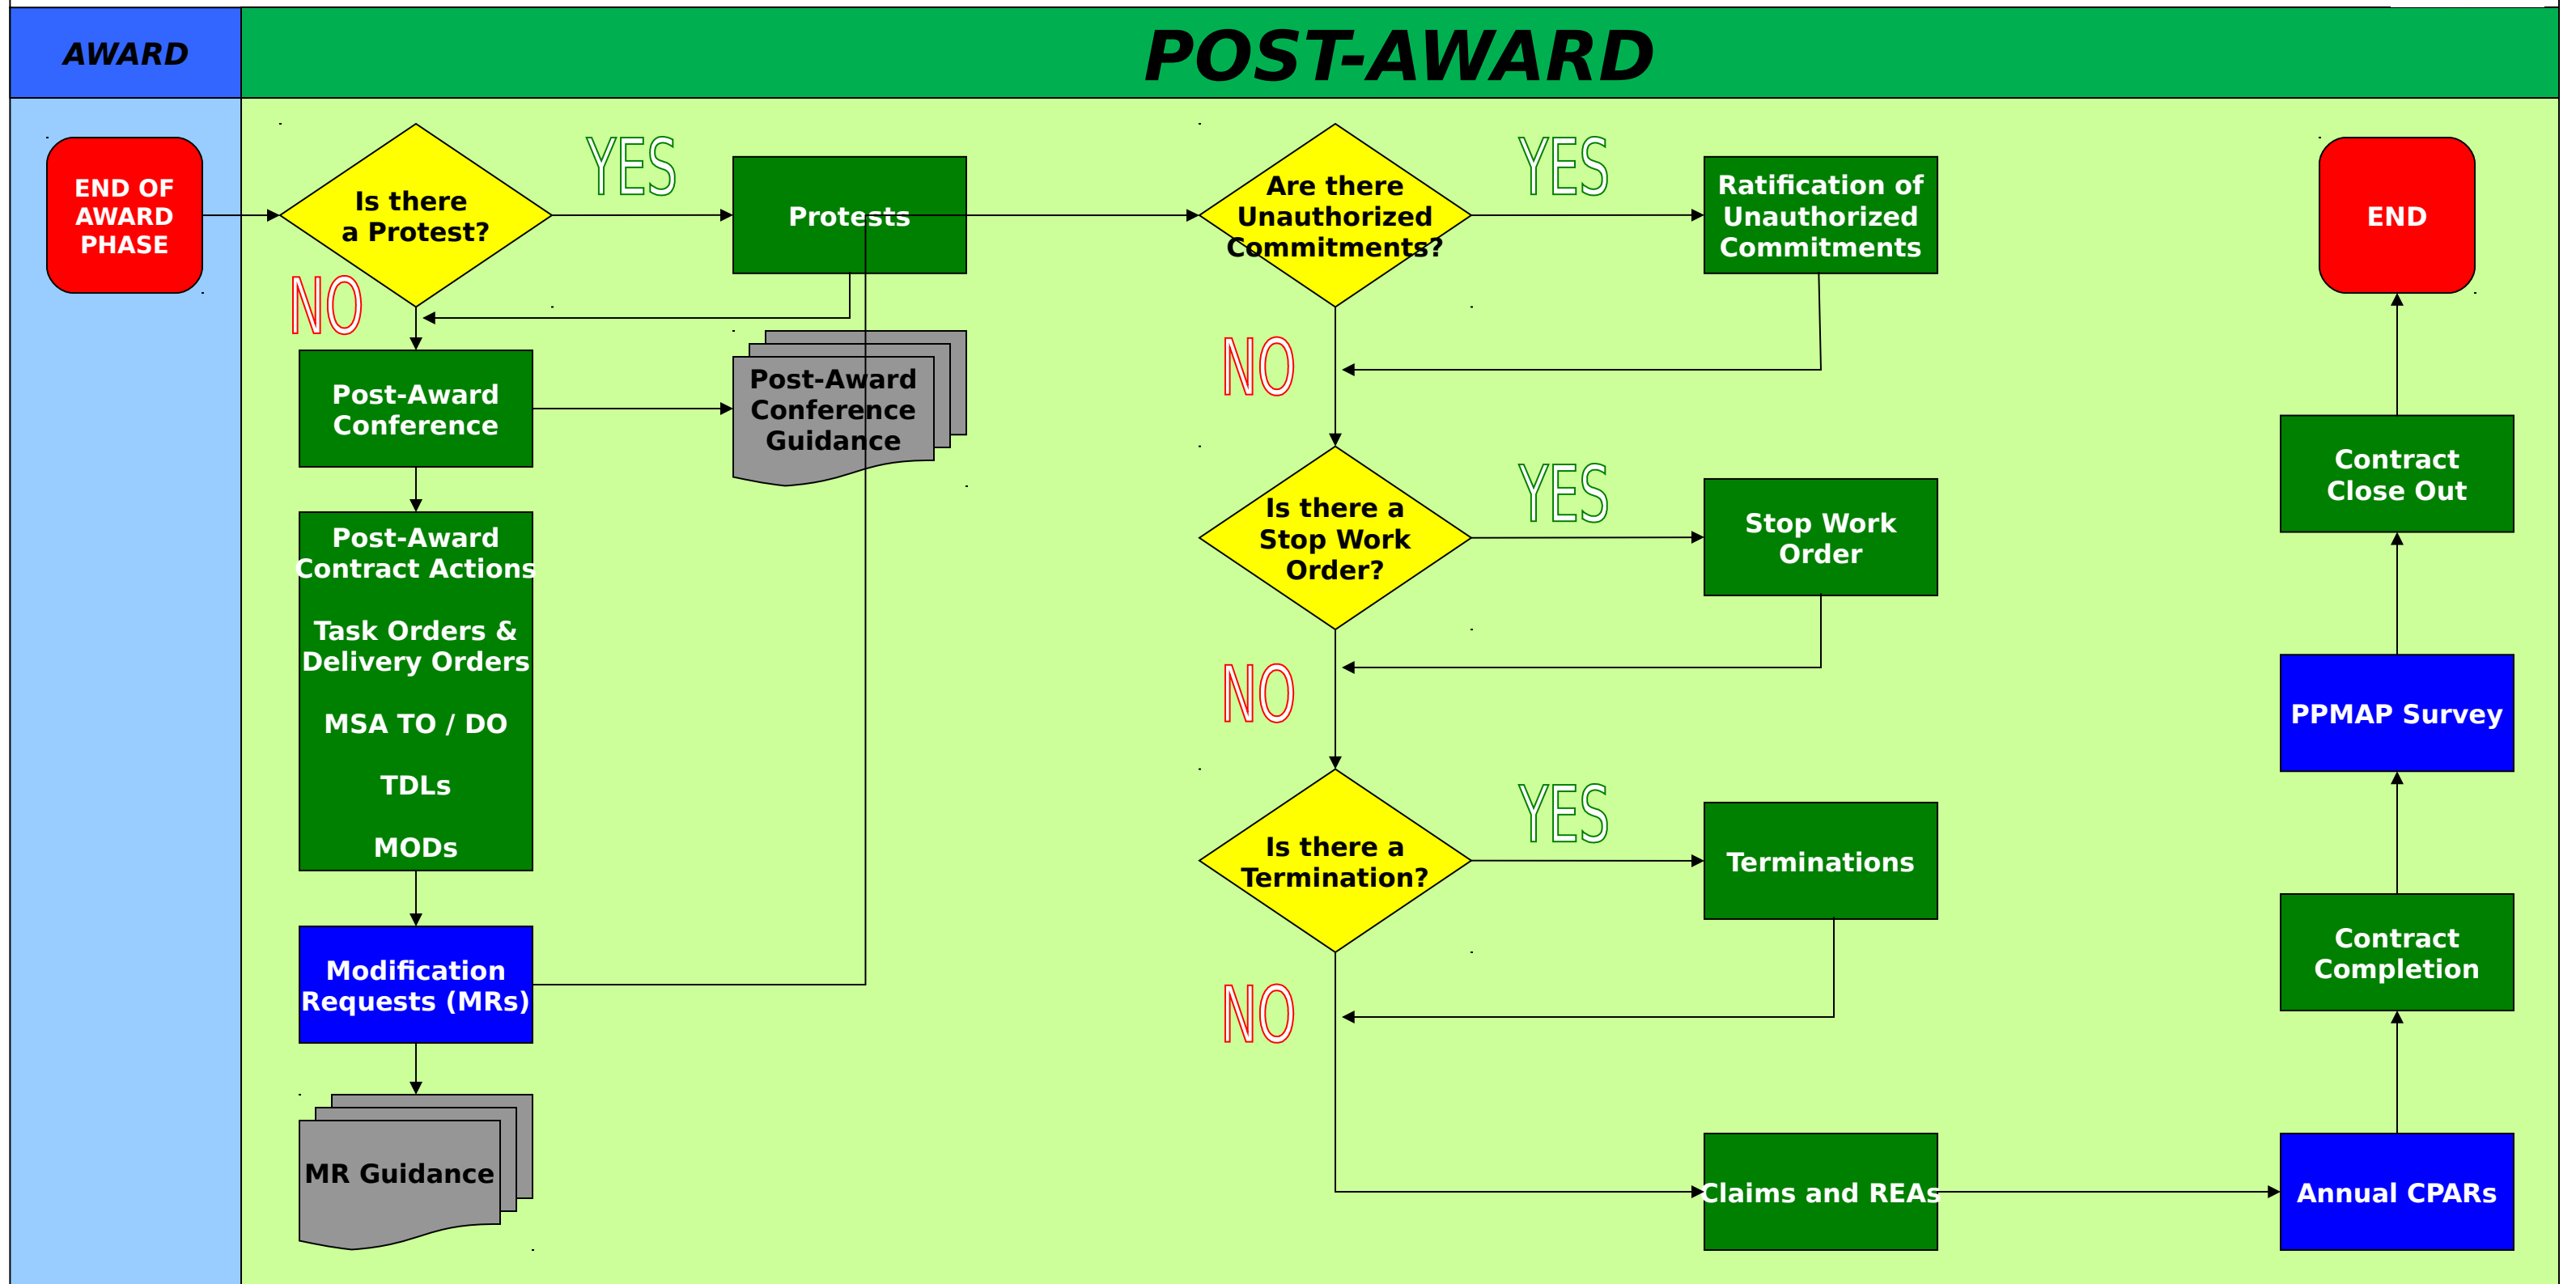 AWARD
POST-AWARD
END OF
AWARD
PHASE
Is there
a Protest?
YES
NO
Protests
Post-Award
Conference
Post-Award
Conference
Guidance
Post-Award
Contract Actions
Task Orders &
Delivery Orders
MSA TO / DO
TDLs
MODs
Modification
Requests (MRs)
MR Guidance
Are there
Unauthorized
Commitments?
YES
NO
Ratification of
Unauthorized
Commitments
Is there a
Stop Work
Order?
YES
NO
Stop Work
Order
Is there a
Termination?
YES
NO
Terminations
Claims and REAs
Annual CPARs
Contract
Completion
PPMAP Survey
Contract
Close Out
END